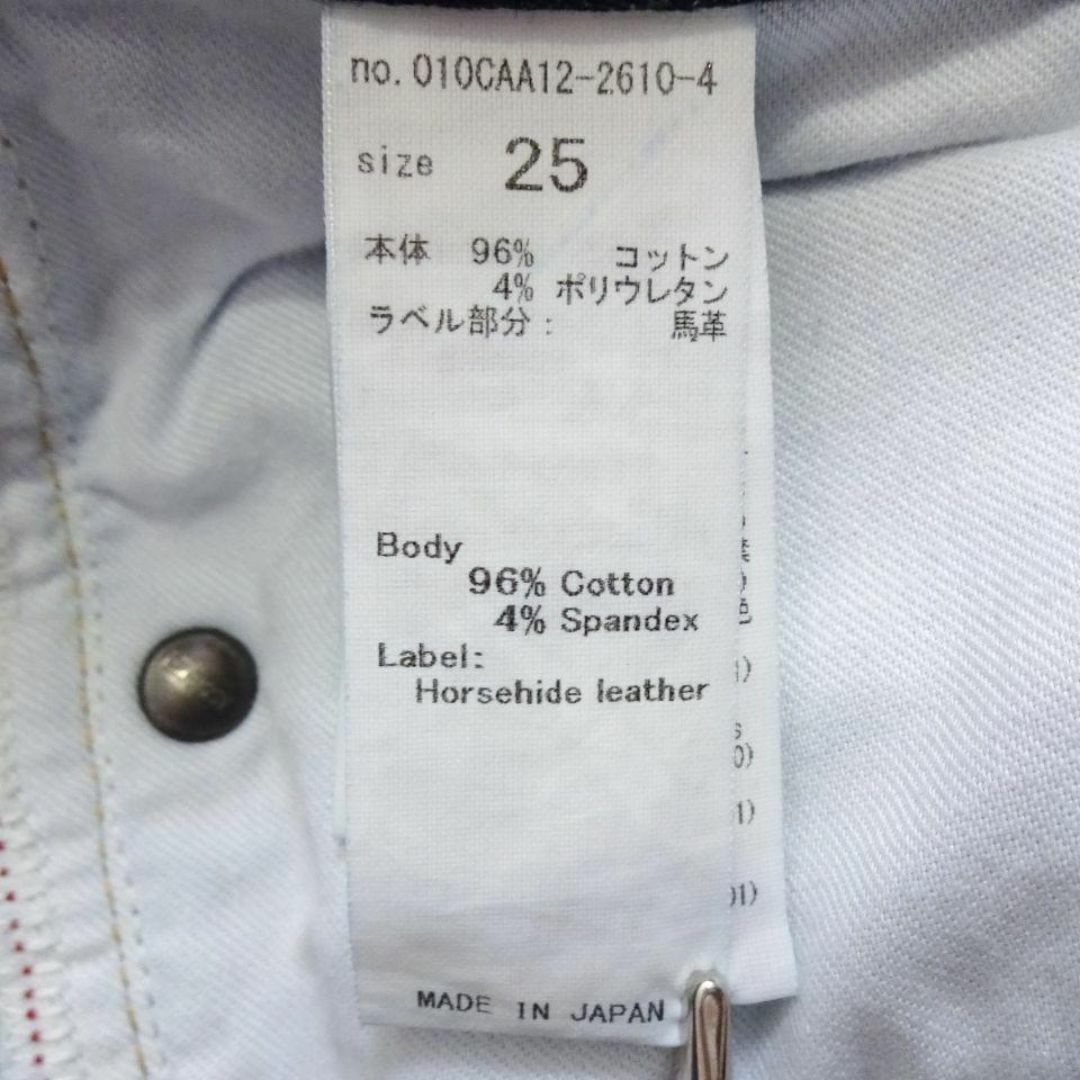 no.010CAA12-2610-4
size 25
本体 96% コットン
4% ポリウレタン
ラベル部分: 馬革
Body
96% Cotton
4% Spandex
Label:
Horsehide leather
MADE IN JAPAN